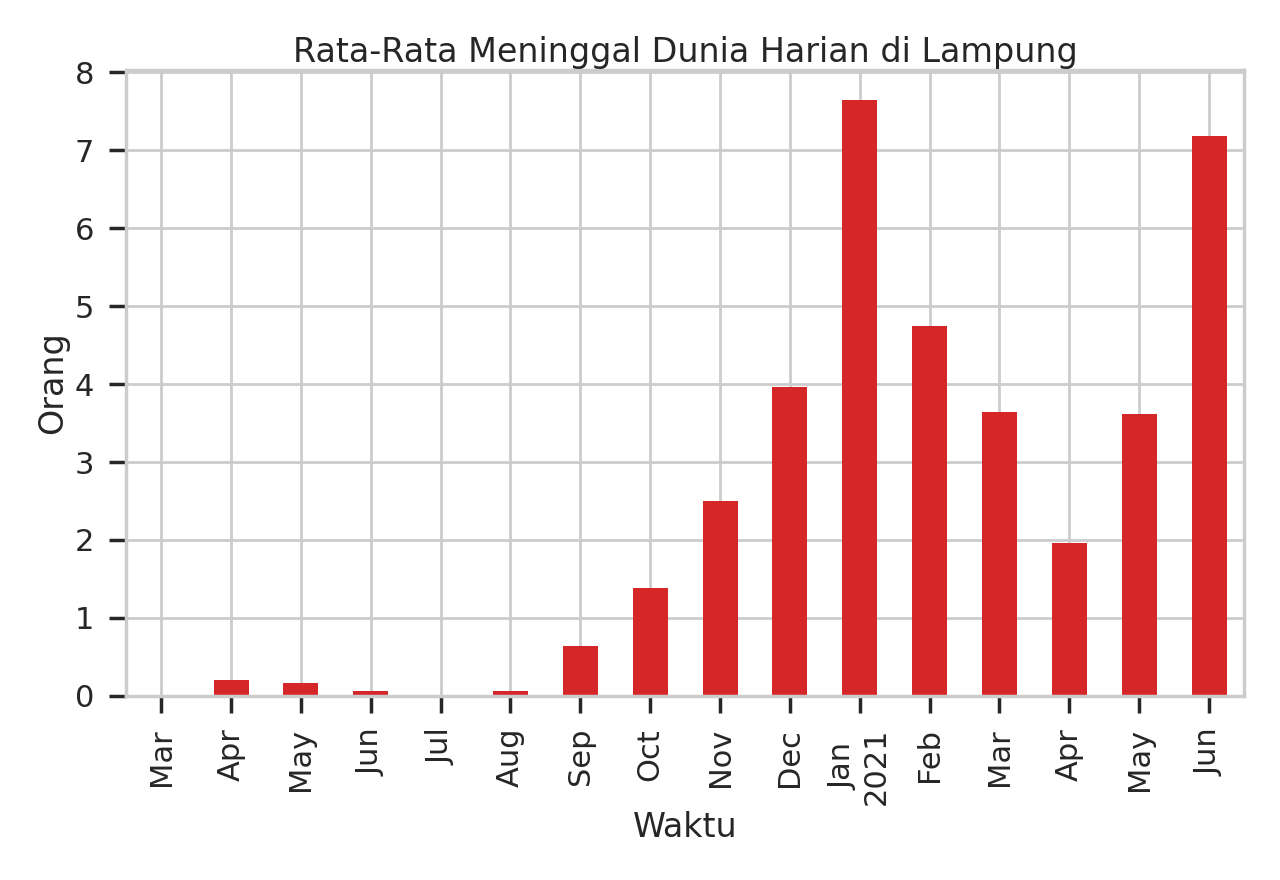 Rata-Rata Meninggal Dunia Harian di Lampung
8
7
6
5
4
3
2
1
0
Orang
Mar
Apr
May
Jun
Jul
Aug
Sep
Oct
Nov
Dec
Jan
2021
Feb
Mar
Apr
May
Jun
Waktu